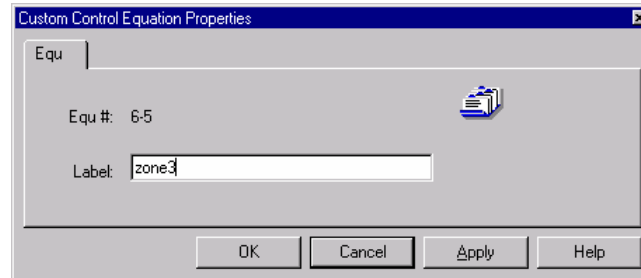 Custom Control Equation Properties
Equ
Equ #: 6-5
Label: zone3
OK Cancel Apply Help